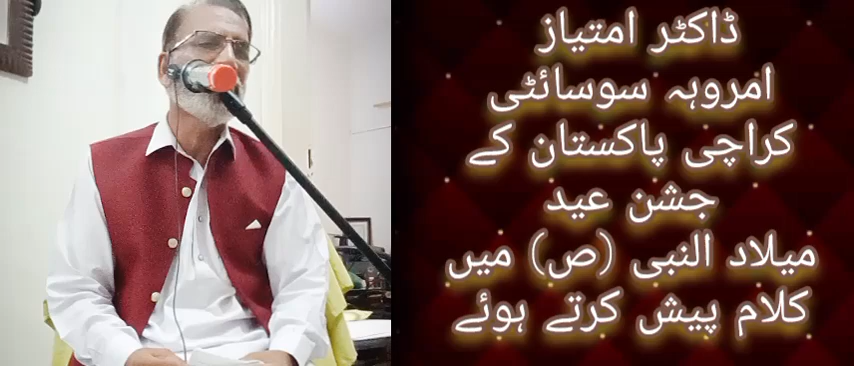 ڈاکٹر امتیاز
امروہہ سوسائٹی
کراچی پاکستان کے
جشن عید
میلاد النبی (ص) میں
کلام پیش کرتے ہوئے